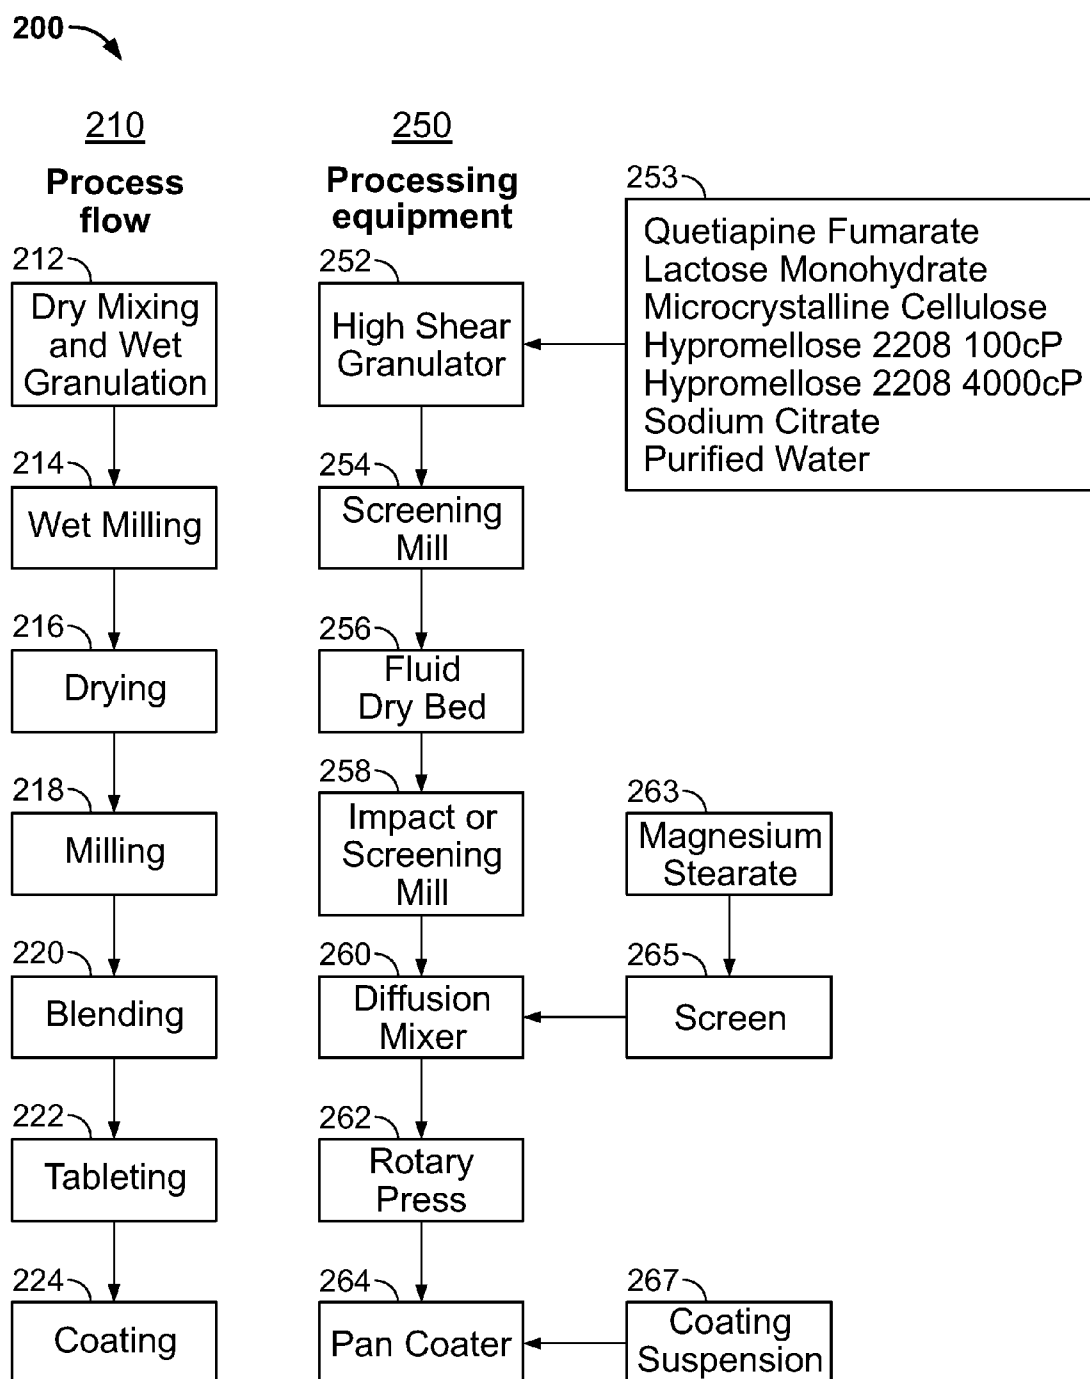 200
210
250
Process
flow
Processing
equipment
253
Quetiapine Fumarate
Lactose Monohydrate
Microcrystalline Cellulose
Hypromellose 2208 100cP
Hypromellose 2208 4000cP
Sodium Citrate
Purified Water
212
Dry Mixing
and Wet
Granulation
252
High Shear
Granulator
214
Wet Milling
254
Screening
Mill
216
Drying
256
Fluid
Dry Bed
218
Milling
258
Impact or
Screening
Mill
263
Magnesium
Stearate
220
Blending
260
Diffusion
Mixer
265
Screen
222
Tableting
262
Rotary
Press
224
Coating
264
Pan Coater
267
Coating
Suspension